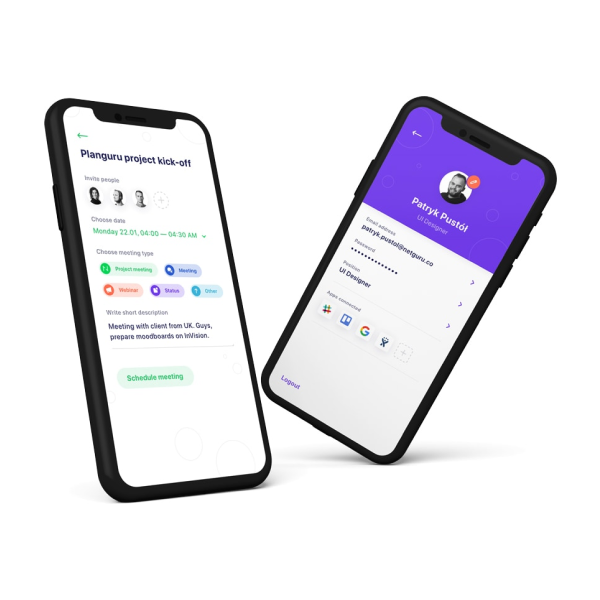 Planguru project kick-off
Invite people
Choose date
Monday 22.01, 04:00 — 04:30 AM
Choose meeting type
Project meeting
Meeting
Webinar
Status
Other
Write short description
Meeting with client from UK. Guys,
prepare moodboards on InVision.
Schedule meeting
Patryk Pustół
UI Designer
Email address
patryk.pustol@netguru.co
Password
Position
UI Designer
Apps connected
Logout